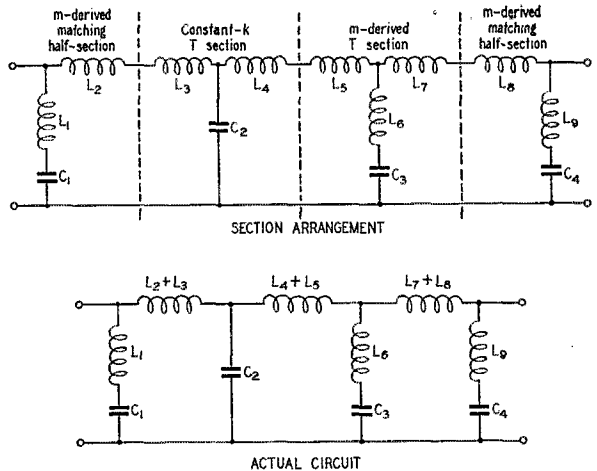 m-derived
matching
half-section
Constant-k
T section
m-derived
T section
m-derived
matching
half-section
L2
L3
L4
L5
L7
L8
L1
C2
L6
L9
C1
C3
C4
SECTION ARRANGEMENT
L2+L3
L4+L5
L7+L8
L1
C2
L6
L9
C1
C3
C4
ACTUAL CIRCUIT